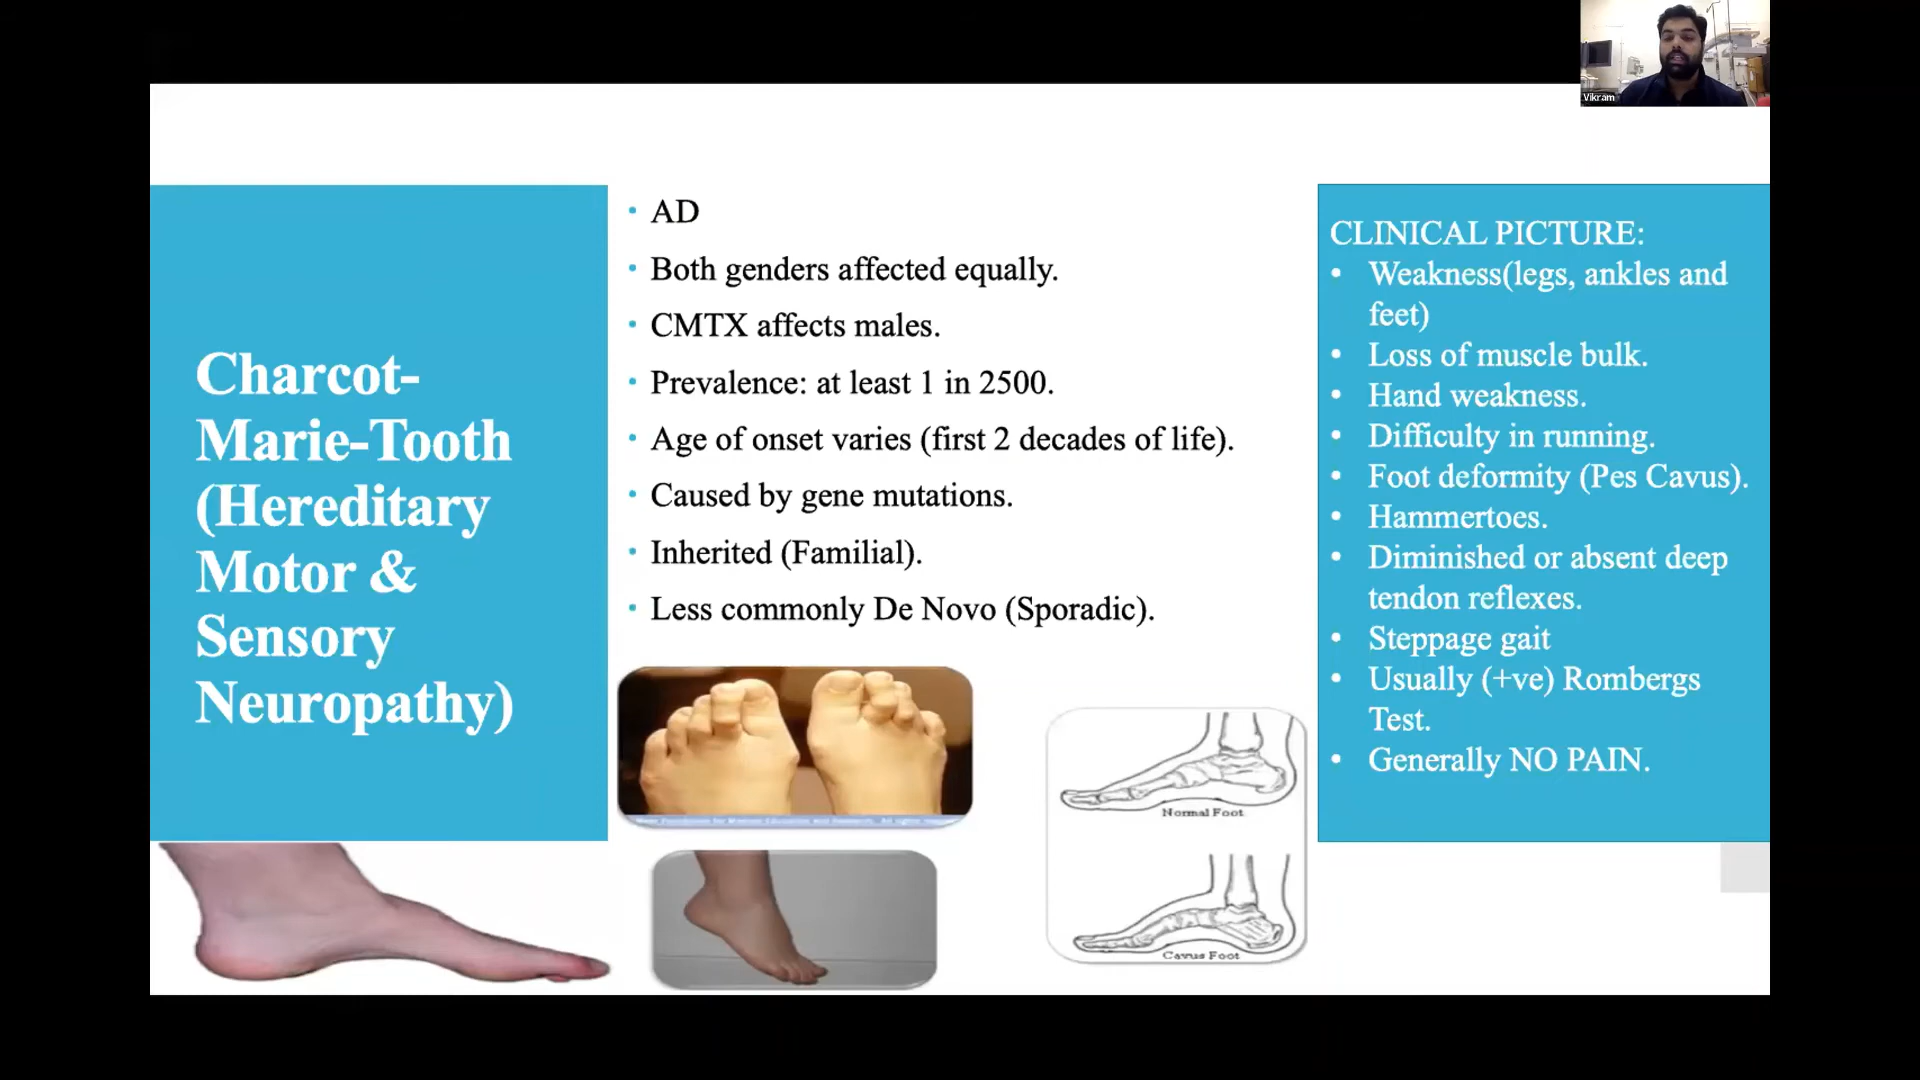 Vikram
Charcot-
Marie-Tooth
(Hereditary
Motor &
Sensory
Neuropathy)
• AD
• Both genders affected equally.
• CMTX affects males.
• Prevalence: at least 1 in 2500.
• Age of onset varies (first 2 decades of life).
• Caused by gene mutations.
• Inherited (Familial).
• Less commonly De Novo (Sporadic).
Normal Foot
Cavus Foot
CLINICAL PICTURE:
• Weakness(legs, ankles and
feet)
• Loss of muscle bulk.
• Hand weakness.
• Difficulty in running.
• Foot deformity (Pes Cavus).
• Hammertoes.
• Diminished or absent deep
tendon reflexes.
• Steppage gait
• Usually (+ve) Rombergs
Test.
• Generally NO PAIN.